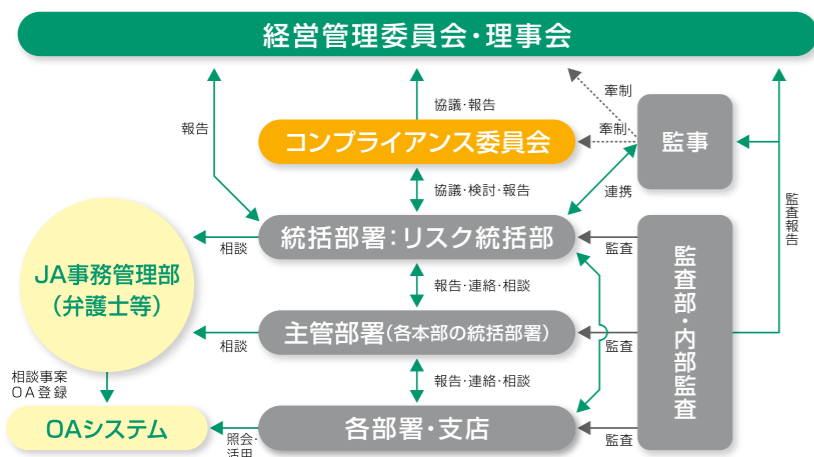 経営管理委員会・理事会
報告
協議・報告
牽制
コンプライアンス委員会
牽制
監事
協議・検討・報告
連携
監査報告
統括部署：リスク統括部
相談
監査
JA事務管理部
（弁護士等）
報告・連絡・相談
監査部・内部監査
主管部署（各本部の統括部署）
相談
監査
相談事案
ＯＡ登録
報告・連絡・相談
OAシステム
照会・
活用
各部署・支店
監査